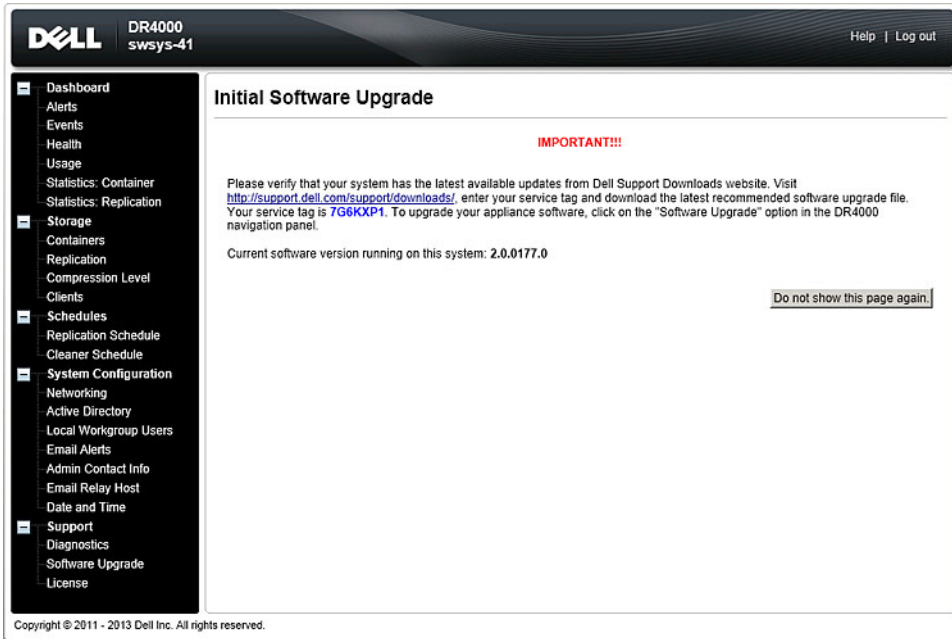 DELL
DR4000
swsys-41
Help | Log out
Dashboard
Alerts
Events
Health
Usage
Statistics: Container
Statistics: Replication
Storage
Containers
Replication
Compression Level
Clients
Schedules
Replication Schedule
Cleaner Schedule
System Configuration
Networking
Active Directory
Local Workgroup Users
Email Alerts
Admin Contact Info
Email Relay Host
Date and Time
Support
Diagnostics
Software Upgrade
License
Initial Software Upgrade
IMPORTANT!!!
Please verify that your system has the latest available updates from Dell Support Downloads website. Visit
http://support.dell.com/support/downloads/, enter your service tag and download the latest recommended software upgrade file.
Your service tag is 7G6KXP1. To upgrade your appliance software, click on the "Software Upgrade" option in the DR4000
navigation panel.
Current software version running on this system: 2.0.0177.0
Do not show this page again.
Copyright © 2011 - 2013 Dell Inc. All rights reserved.